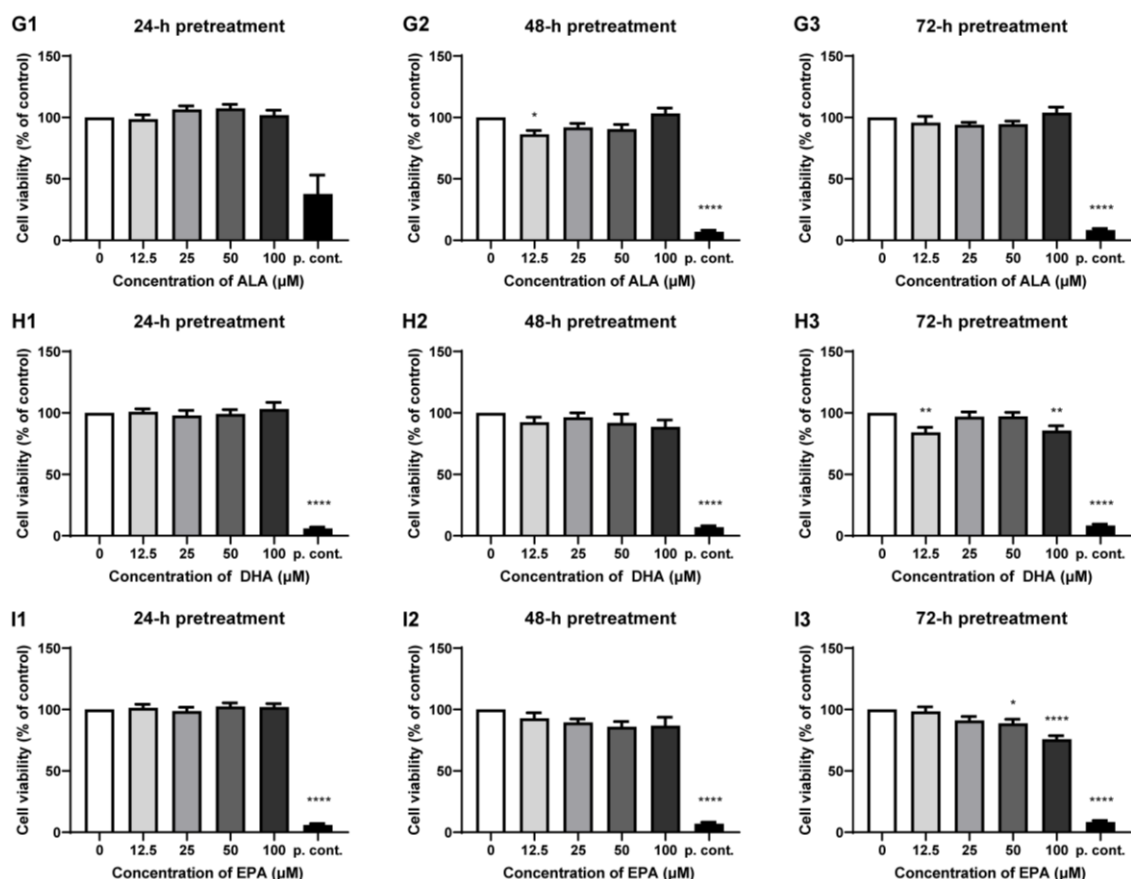 G1 24-h pretreatment
Cell viability (% of control)
150
100
50
0
0 12.5 25 50 100 p. cont.
Concentration of ALA (µM)
G2 48-h pretreatment
Cell viability (% of control)
150
100
50
0
*
****
0 12.5 25 50 100 p. cont.
Concentration of ALA (µM)
G3 72-h pretreatment
Cell viability (% of control)
150
100
50
0
****
0 12.5 25 50 100 p. cont.
Concentration of ALA (µM)
H1 24-h pretreatment
Cell viability (% of control)
150
100
50
0
****
0 12.5 25 50 100 p. cont.
Concentration of DHA (µM)
H2 48-h pretreatment
Cell viability (% of control)
150
100
50
0
****
0 12.5 25 50 100 p. cont.
Concentration of DHA (µM)
H3 72-h pretreatment
Cell viability (% of control)
150
100
50
0
** **
****
0 12.5 25 50 100 p. cont.
Concentration of DHA (µM)
I1 24-h pretreatment
Cell viability (% of control)
150
100
50
0
****
0 12.5 25 50 100 p. cont.
Concentration of EPA (µM)
I2 48-h pretreatment
Cell viability (% of control)
150
100
50
0
****
0 12.5 25 50 100 p. cont.
Concentration of EPA (µM)
I3 72-h pretreatment
Cell viability (% of control)
150
100
50
0
*
****
****
0 12.5 25 50 100 p. cont.
Concentration of EPA (µM)